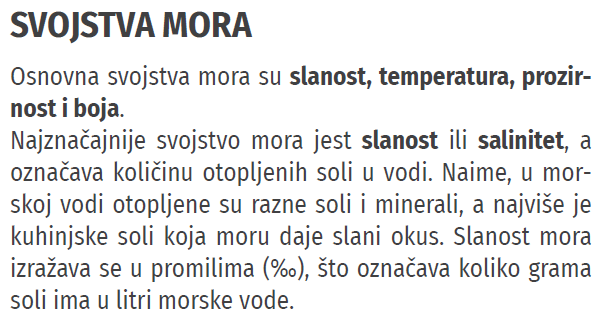 SVOJSTVA MORA
Osnovna svojstva mora su slanost, temperatura, prozir-
nost i boja.
Najznačajnije svojstvo mora jest slanost ili salinitet, a
označava količinu otopljenih soli u vodi. Naime, u mor-
skoj vodi otopljene su razne soli i minerali, a najviše je
kuhinjske soli koja moru daje slani okus. Slanost mora
izražava se u promilima (‰), što označava koliko grama
soli ima u litri morske vode.